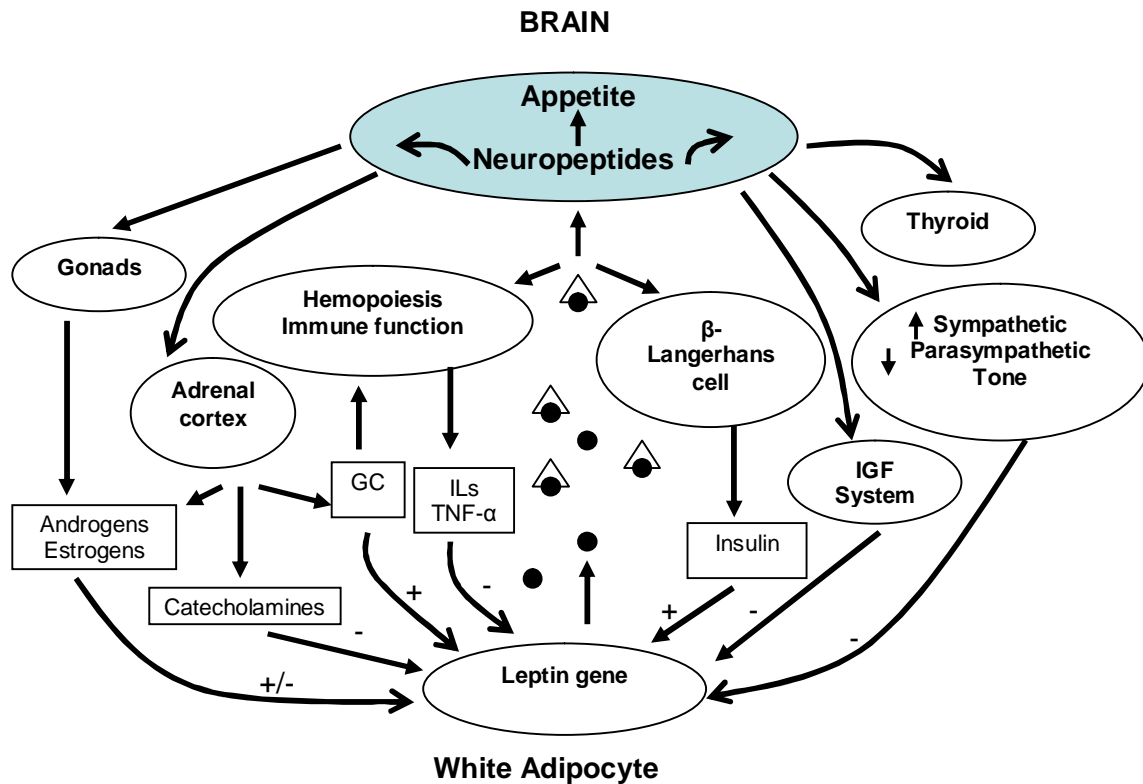 BRAIN
Appetite
Neuropeptides
Thyroid
Gonads
Hemopoiesis
Immune function
β-
Langerhans
cell
Sympathetic
Parasympathetic
Tone
Adrenal
cortex
IGF
System
GC
ILs
TNF-α
Androgens
Estrogens
Insulin
Catecholamines
+
-
+
-
-
-
+/-
Leptin gene
White Adipocyte